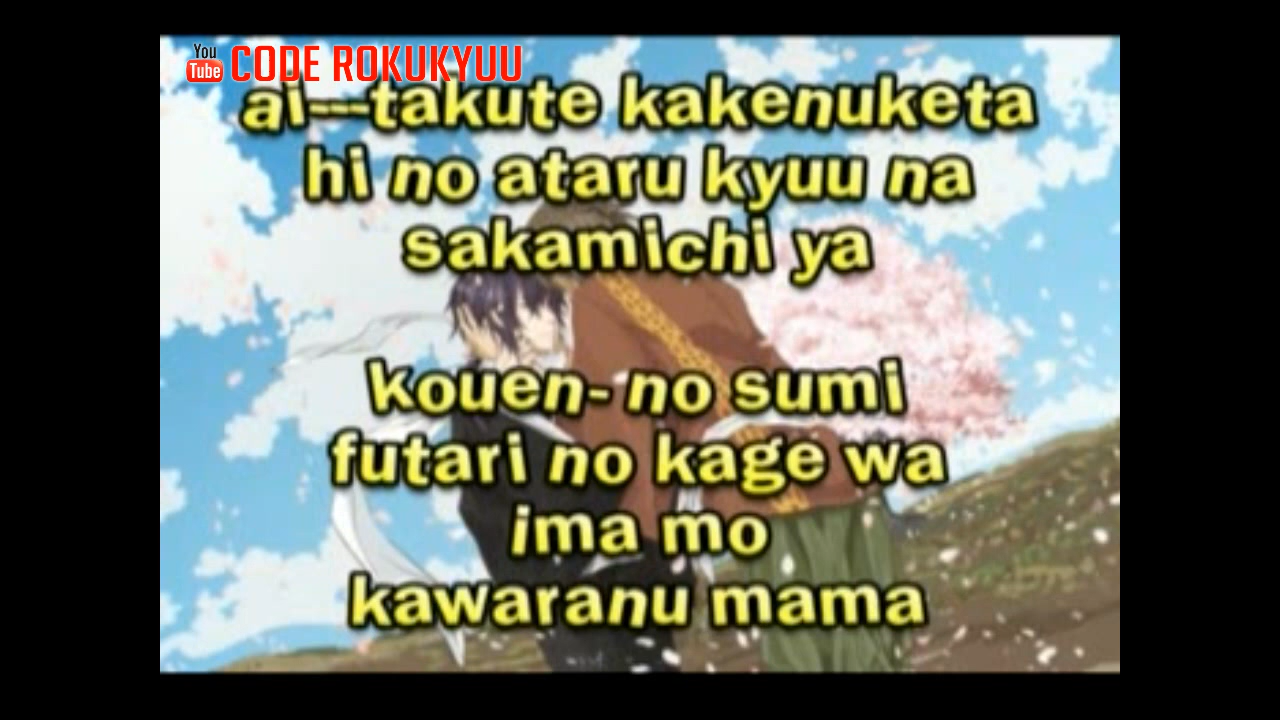 You Tube CODE ROKUKYUU
ai---takute kakenuketa
hi no ataru kyuu na
sakamichi ya
kouen- no sumi
futari no kage wa
ima mo
kawaranu mama